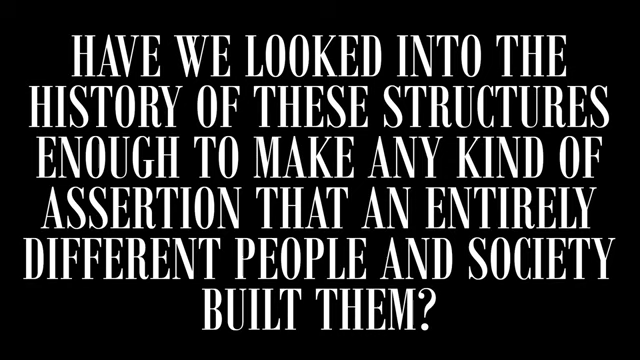 HAVE WE LOOKED INTO THE
HISTORY OF THESE STRUCTURES
ENOUGH TO MAKE ANY KIND OF
ASSERTION THAT AN ENTIRELY
DIFFERENT PEOPLE AND SOCIETY
BUILT THEM?